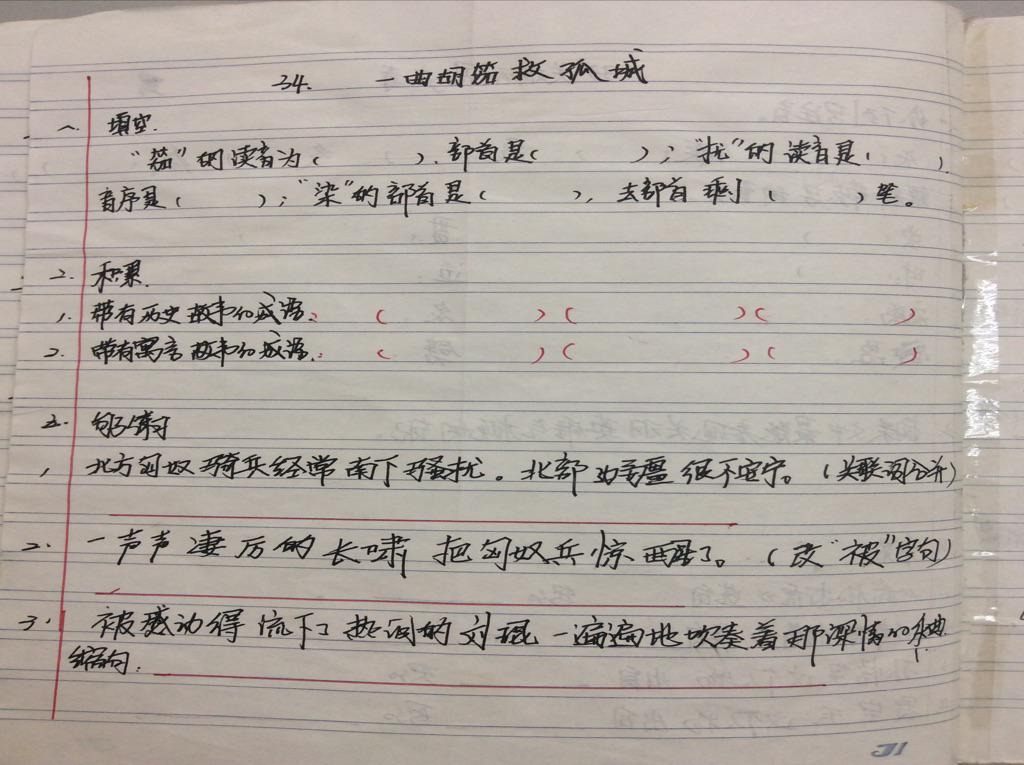 34. 一曲胡笳救孤城
一、填空.
“笳”的读音为( ).部首是( );“扰”的读音是( ).
音序是( );“染”的部首是( ),去部首剩( )笔。
二.积累.
1.带有历史故事的成语: ( )( )( )
2.带有寓言故事的成语: ( )( )( )
三.句子练习
1、北方匈奴骑兵经常南下骚扰。北部边疆很不安宁。(关联词合并)
2.一声声凄厉的长啸把匈奴兵惊醒了。(改“被”字句)
3.被感动得流下了热泪的刘琨一遍遍地吹奏着那深情的曲.
缩句.
31